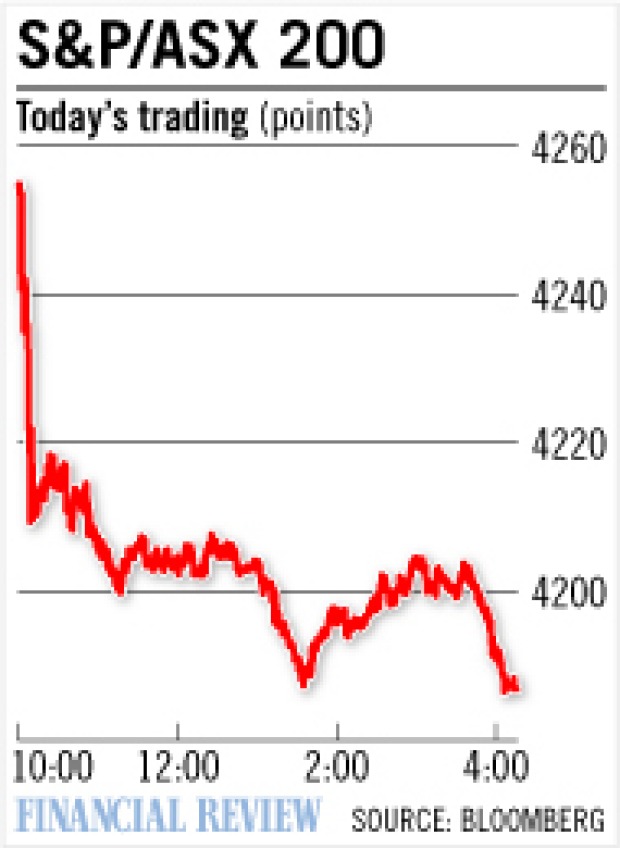 S&P/ASX 200
Today's trading (points)
4260
4240
4220
4200
10:00 12:00 2:00 4:00
FINANCIAL REVIEW SOURCE: BLOOMBERG